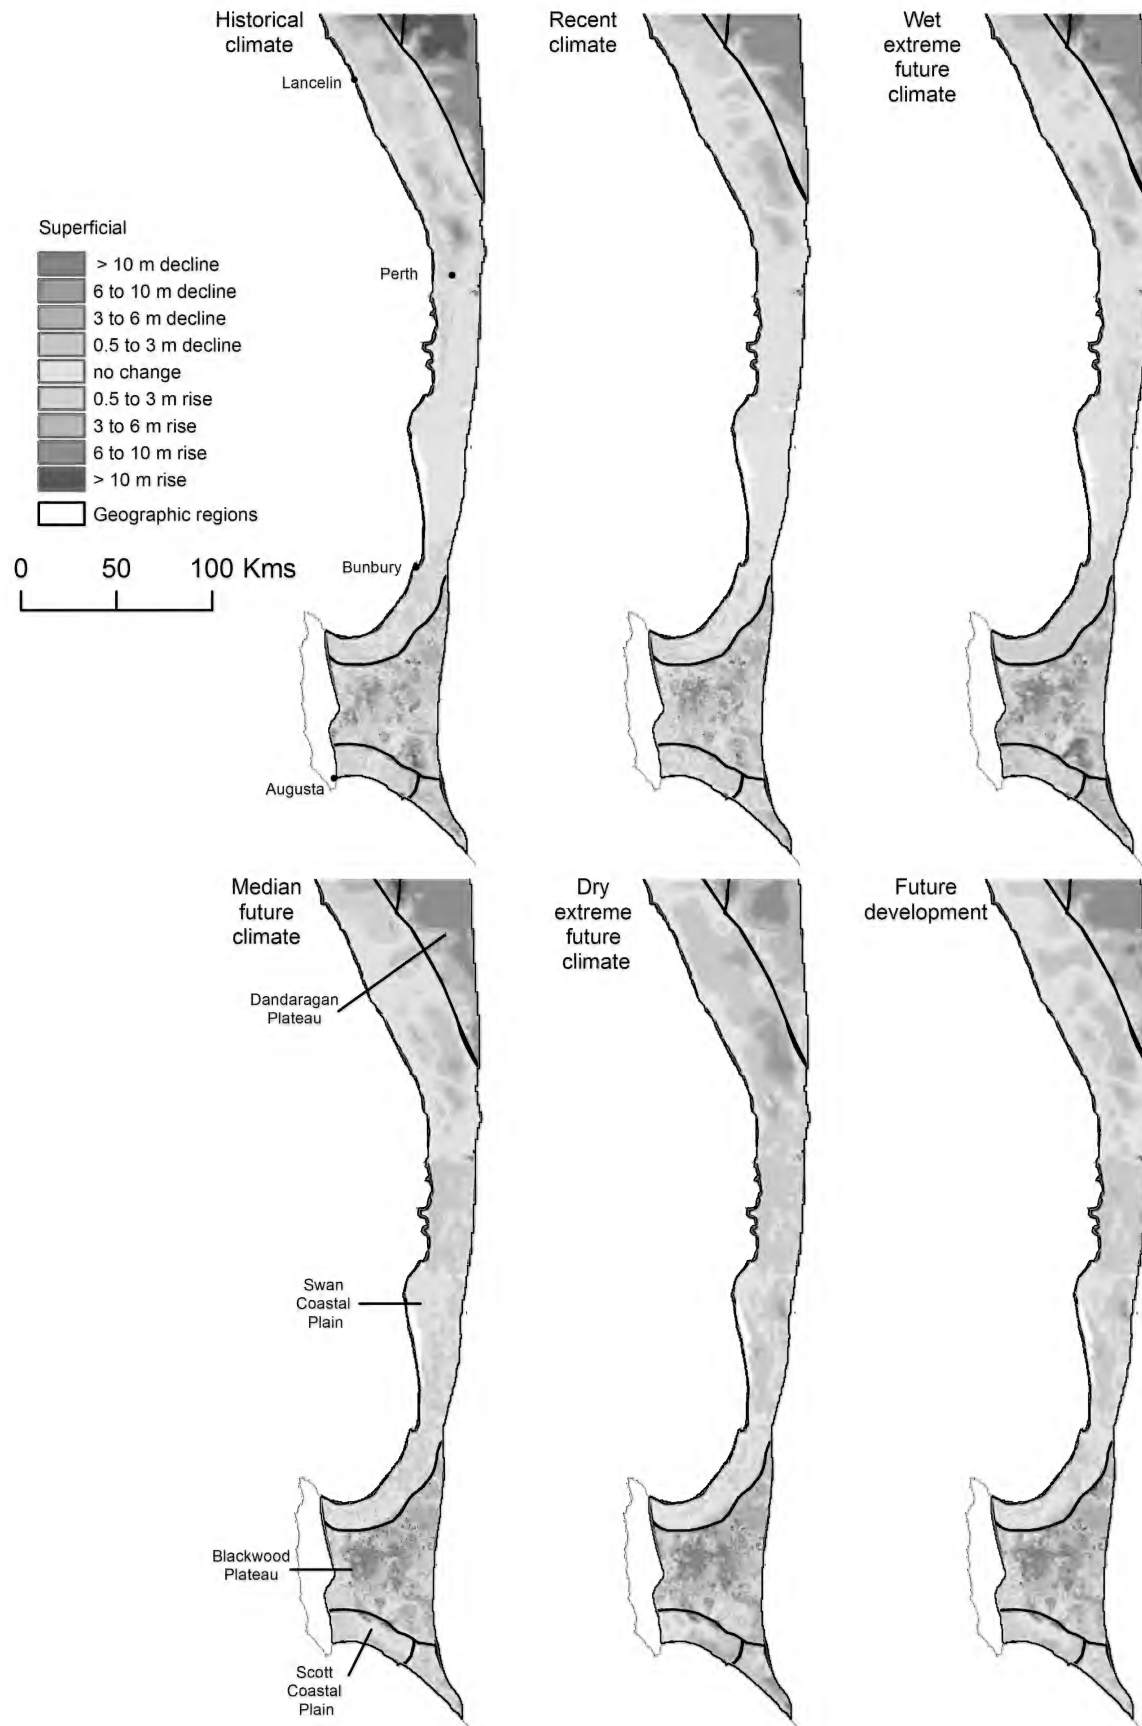 Historical
climate
Recent
climate
Wet
extreme
future
climate
Lancelin
Superficial
> 10 m decline
6 to 10 m decline
3 to 6 m decline
0.5 to 3 m decline
no change
0.5 to 3 m rise
3 to 6 m rise
6 to 10 m rise
> 10 m rise
Geographic regions
Perth
0 50 100 Kms
Bunbury
Augusta
Median
future
climate
Dry
extreme
future
climate
Future
development
Dandaragan
Plateau
Swan
Coastal
Plain
Blackwood
Plateau
Scott
Coastal
Plain